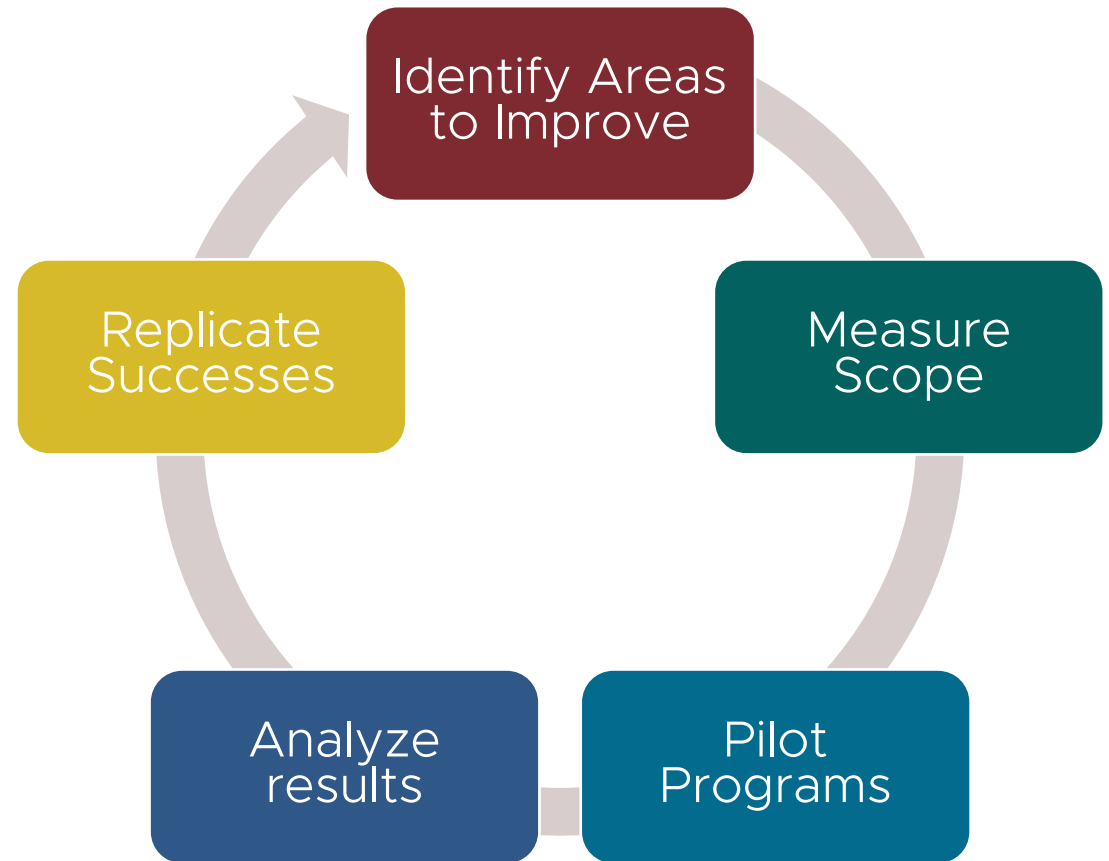 Identify Areas
to Improve
Measure
Scope
Pilot
Programs
Analyze
results
Replicate
Successes